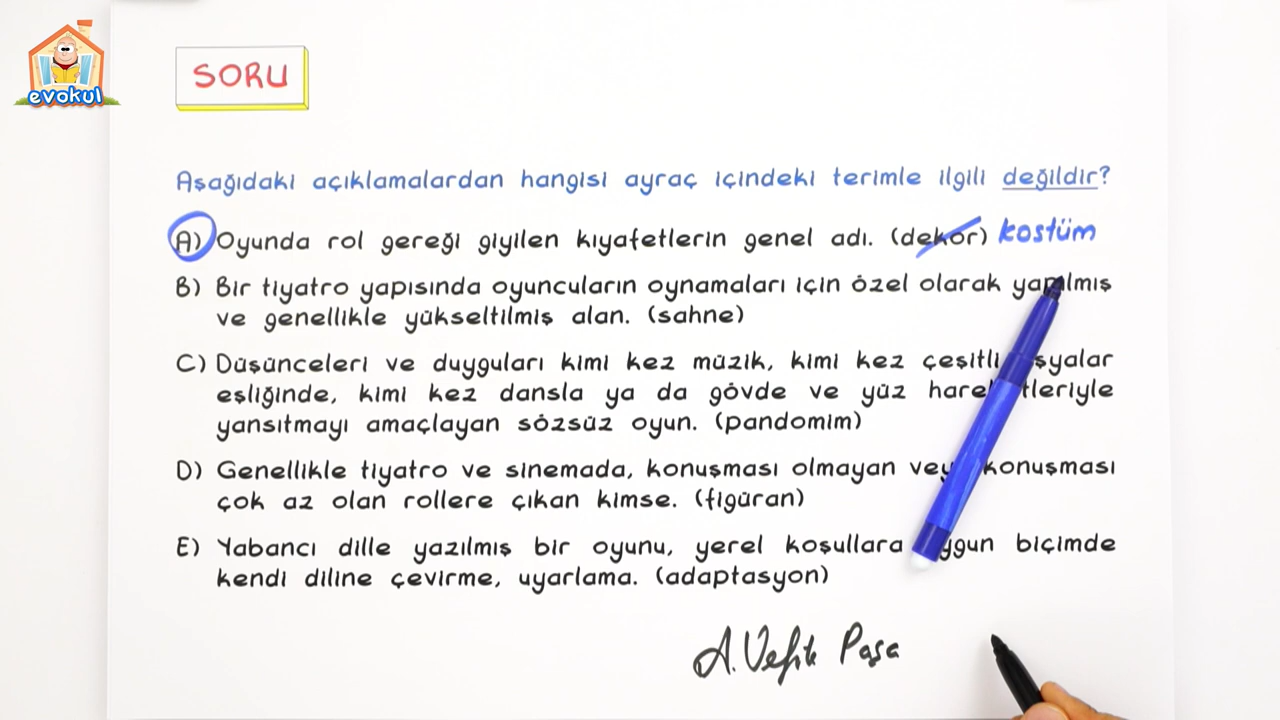 evokul
SORU
Aşağıdaki açıklamalardan hangisi ayraç içindeki terimle ilgili değildir?
A) Oyunda rol gereği giyilen kıyafetlerin genel adı. (dekor) kostüm
B) Bir tiyatro yapısında oyuncuların oynamaları için özel olarak yapılmış
ve genellikle yükseltilmiş alan. (sahne)
C) Düşünceleri ve duyguları kimi kez müzik, kimi kez çeşitli
eşliğinde, kimi kez dansla ya da gövde ve yüz hareketleriyle
yansıtmayı amaçlayan sözsüz oyun. (pandomim)
D) Genellikle tiyatro ve sinemada, konuşması olmayan veya konuşması
çok az olan rollere çıkan kimse. (figüran)
E) Yabancı dille yazılmış bir oyunu, yerel koşullara uygun biçimde
kendi diline çevirme, uyarlama. (adaptasyon)
A. Vefik Paşa